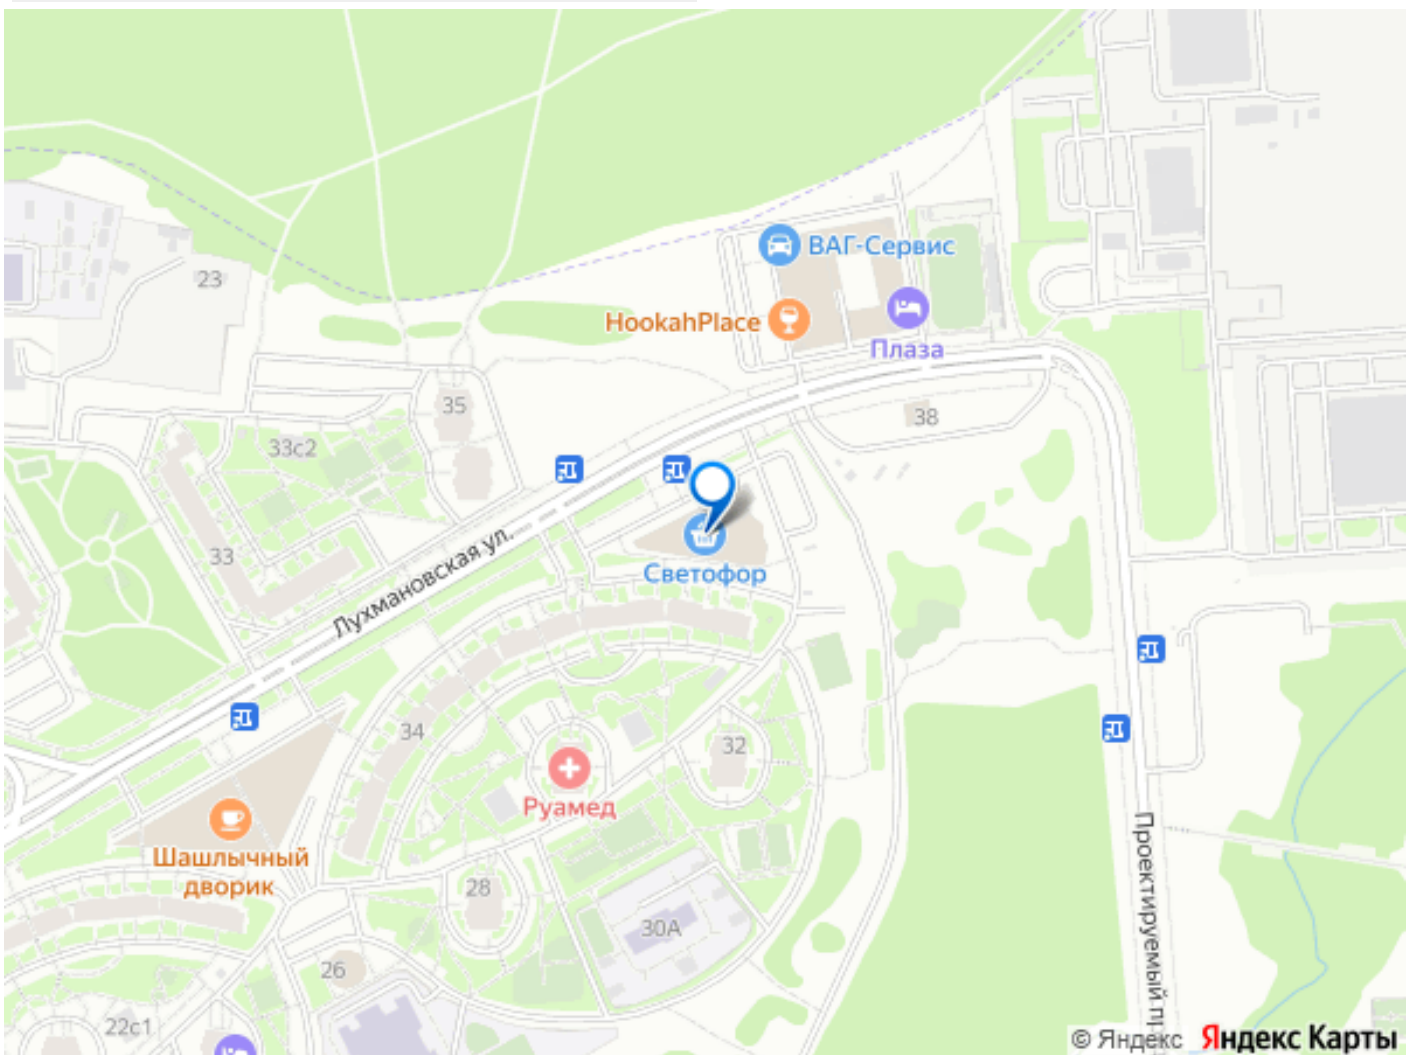 23
ВАГ-Сервис
HookahPlace
Плаза
35
38
33с2
33
Лухмановская ул.
Светофор
34
32
Руамед
Шашлычный
дворик
28
30А
26
22с1
Проектируемый пр
© Яндекс Яндекс Карты